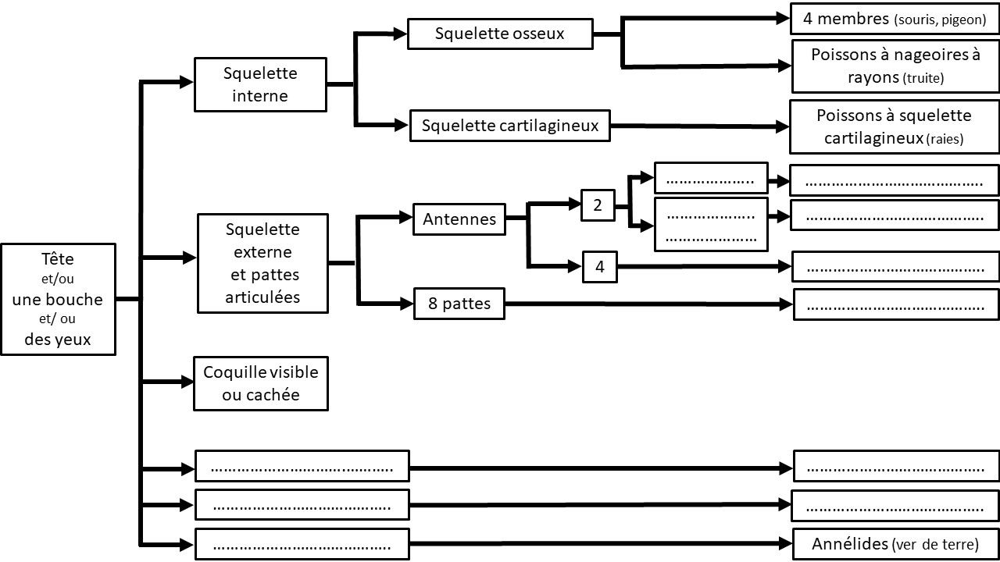 Tête
et/ou
une bouche
et/ ou
des yeux
Squelette
interne
Squelette osseux
4 membres (souris, pigeon)
Poissons à nageoires à
rayons (truite)
Squelette cartilagineux
Poissons à squelette
cartilagineux (raies)
Squelette
externe
et pattes
articulées
Antennes
2
………………..
…………………………………..
………………..
…………………
…………………………………..
4
…………………………………..
8 pattes
…………………………………..
Coquille visible
ou cachée
…………………………………..
…………………………………..
…………………………………..
…………………………………..
…………………………………..
Annélides (ver de terre)